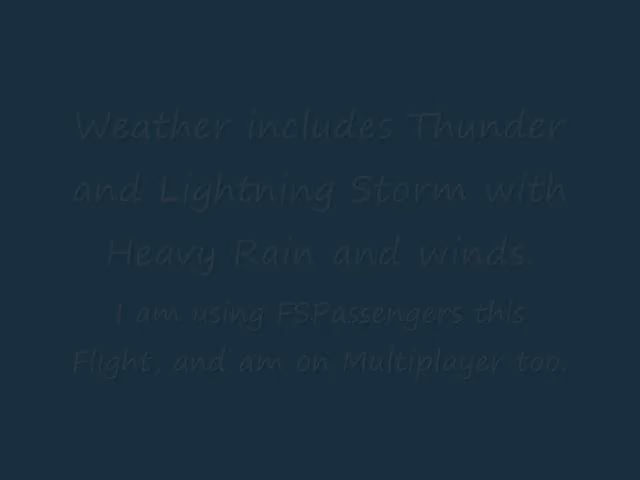 Weather includes Thunder
and Lightning Storm with
Heavy Rain and winds.
I am using FSPassengers this
Flight, and am on Multiplayer too.